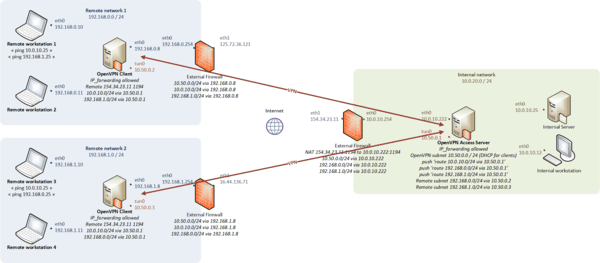 Remote network 1
192.168.0.0 / 24
eth0
192.168.0.10
Remote workstation 1
< ping 10.0.10.25 >
< ping 192.168.1.25 >
eth0
192.168.0.8
tun0
10.50.0.2
OpenVPN Client
IP_forwarding allowed
Remote 154.34.23.11 1194
10.0.10.0/24 via 10.50.0.1
192.168.1.0/24 via 10.50.0.1
eth0
192.168.0.11
Remote workstation 2
eth0
192.168.0.254
eth1
125.72.36.121
External Firewall
10.50.0.0/24 via 192.168.0.8
10.0.10.0/24 via 192.168.0.8
192.168.1.0/24 via 192.168.0.8
VPN
Internet
Remote network 2
192.168.1.0 / 24
eth0
192.168.1.10
Remote workstation 3
< ping 10.0.10.25 >
< ping 192.168.0.25 >
eth0
192.168.1.8
tun0
10.50.0.3
OpenVPN Client
IP_forwarding allowed
Remote 154.34.23.11 1194
10.0.10.0/24 via 10.50.0.1
192.168.0.0/24 via 10.50.0.1
eth0
192.168.1.11
Remote workstation 4
eth0
192.168.1.254
eth1
16.44.136.71
External Firewall
10.50.0.0/24 via 192.168.1.8
10.0.10.0/24 via 192.168.1.8
192.168.0.0/24 via 192.168.1.8
VPN
Internal network
10.0.20.0 / 24
eth1
154.34.23.11
eth0
10.0.10.254
External Firewall
10.50.0.0/24 via 10.0.10.222
192.168.0.0/24 via 10.0.10.222
192.168.1.0/24 via 10.0.10.222
eth0
10.0.10.222
tun0
10.50.0.1
OpenVPN Access Server
IP_forwarding allowed
OpenVPN subnet 10.50.0.0 / 24 (DHCP for clients)
push 'route 10.0.10.0/24 via 10.50.0.1'
push 'route 192.168.0.0/24 via 10.50.0.1'
push 'route 192.168.1.0/24 via 10.50.0.1'
Remote subnet 192.168.0.0/24 via 10.50.0.2
Remote subnet 192.168.1.0/24 via 10.50.0.3
eth0
10.0.10.25
Internal Server
eth0
10.0.10.12
Internal workstation